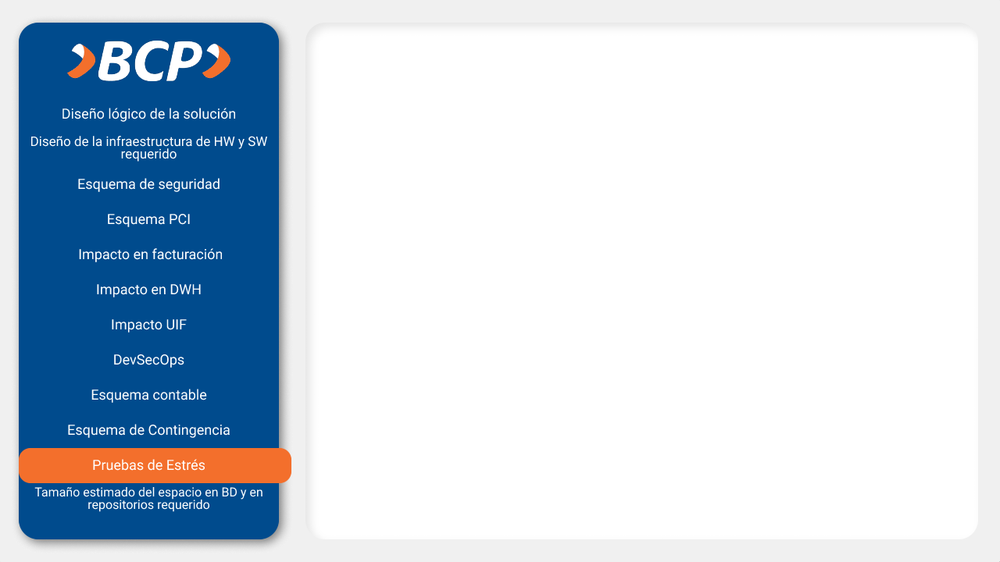 BCP
Diseño lógico de la solución
Diseño de la infraestructura de HW y SW
requerido
Esquema de seguridad
Esquema PCI
Impacto en facturación
Impacto en DWH
Impacto UIF
DevSecOps
Esquema contable
Esquema de Contingencia
Pruebas de Estrés
Tamaño estimado del espacio en BD y en
repositorios requerido